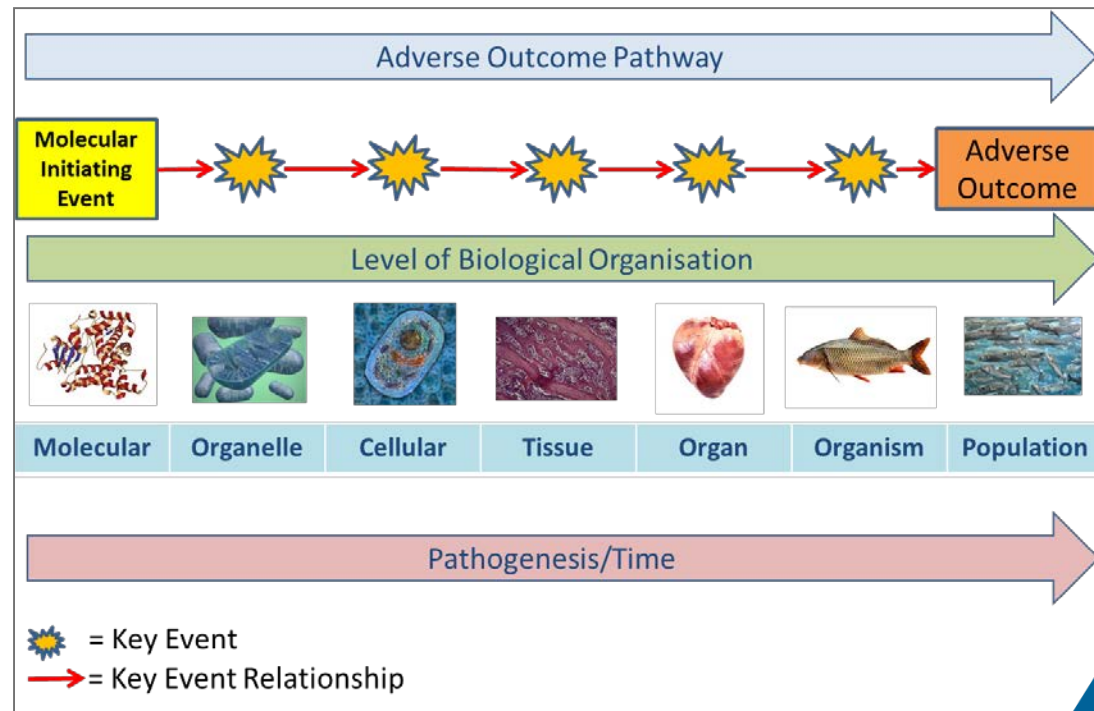 Adverse Outcome Pathway
Molecular
Initiating
Event
Adverse
Outcome
Level of Biological Organisation
Molecular Organelle Cellular Tissue Organ Organism Population
Pathogenesis/Time
= Key Event
= Key Event Relationship